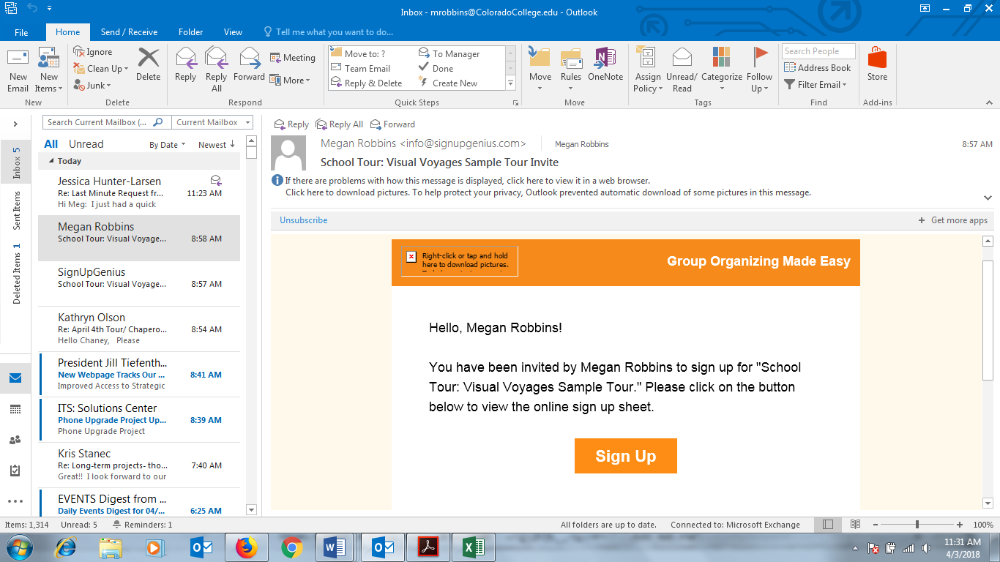 Inbox - mrobbins@ColoradoCollege.edu - Outlook
File Home Send / Receive Folder View Tell me what you want to do...
New Email
New Items
New
Ignore
Clean Up
Junk
Delete
Delete
Reply
Reply All
Forward
Meeting
More
Respond
Move to: ?
Team Email
Reply & Delete
To Manager
Done
Create New
Quick Steps
Move
Rules
OneNote
Move
Assign Policy
Unread/ Read
Categorize
Follow Up
Tags
Search People
Address Book
Filter Email
Find
Store
Add-ins
Inbox 5
Sent Items
Deleted Items 1
Search Current Mailbox (... Current Mailbox
All Unread By Date Newest
Today
Jessica Hunter-Larsen
Re: Last Minute Request fr... 11:23 AM
Hi Meg: I just had a quick
Megan Robbins
School Tour: Visual Voyage... 8:58 AM
SignUpGenius
School Tour: Visual Voyage... 8:57 AM
Kathryn Olson
Re: April 4th Tour/ Chapero... 8:54 AM
Hello Chaney, Please
President Jill Tiefenth...
New Webpage Tracks Our ... 8:41 AM
Improved Access to Strategic
ITS: Solutions Center
Phone Upgrade Project Up... 8:39 AM
Phone Upgrade Project
Kris Stanec
Re: Long-term projects- tho... 7:40 AM
Great!! I look forward to our
EVENTS Digest from ...
Daily Events Digest for 04/... 6:25 AM
Reply Reply All Forward
Megan Robbins <info@signupgenius.com> Megan Robbins 8:57 AM
School Tour: Visual Voyages Sample Tour Invite
If there are problems with how this message is displayed, click here to view it in a web browser.
Click here to download pictures. To help protect your privacy, Outlook prevented automatic download of some pictures in this message.
Unsubscribe + Get more apps
Right-click or tap and hold
here to download pictures.
Group Organizing Made Easy
Hello, Megan Robbins!
You have been invited by Megan Robbins to sign up for "School
Tour: Visual Voyages Sample Tour." Please click on the button
below to view the online sign up sheet.
Sign Up
Items: 1,314 Unread: 5 Reminders: 1 All folders are up to date. Connected to: Microsoft Exchange 100%
11:31 AM
4/3/2018